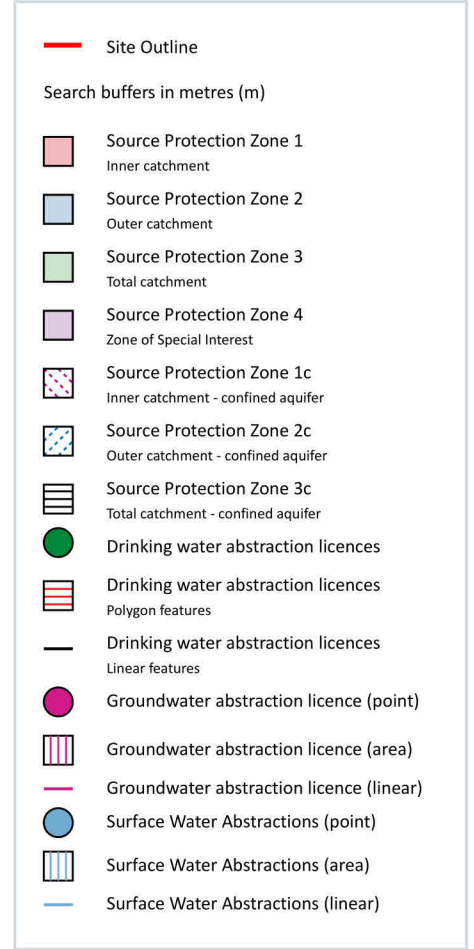 Site Outline
Search buffers in metres (m)
Source Protection Zone 1
Inner catchment
Source Protection Zone 2
Outer catchment
Source Protection Zone 3
Total catchment
Source Protection Zone 4
Zone of Special Interest
Source Protection Zone 1c
Inner catchment - confined aquifer
Source Protection Zone 2c
Outer catchment - confined aquifer
Source Protection Zone 3c
Total catchment - confined aquifer
Drinking water abstraction licences
Drinking water abstraction licences
Polygon features
Drinking water abstraction licences
Linear features
Groundwater abstraction licence (point)
Groundwater abstraction licence (area)
Groundwater abstraction licence (linear)
Surface Water Abstractions (point)
Surface Water Abstractions (area)
Surface Water Abstractions (linear)